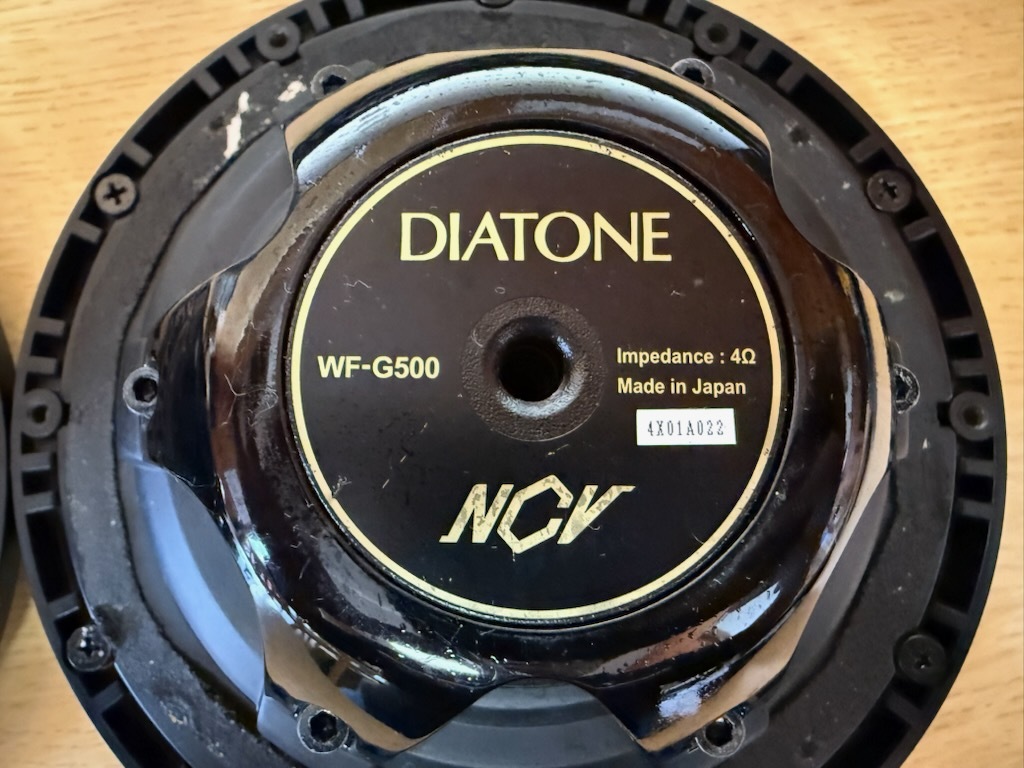 DIATONE
WF-G500
Impedance : 4Ω
Made in Japan
4X01A022
NCV